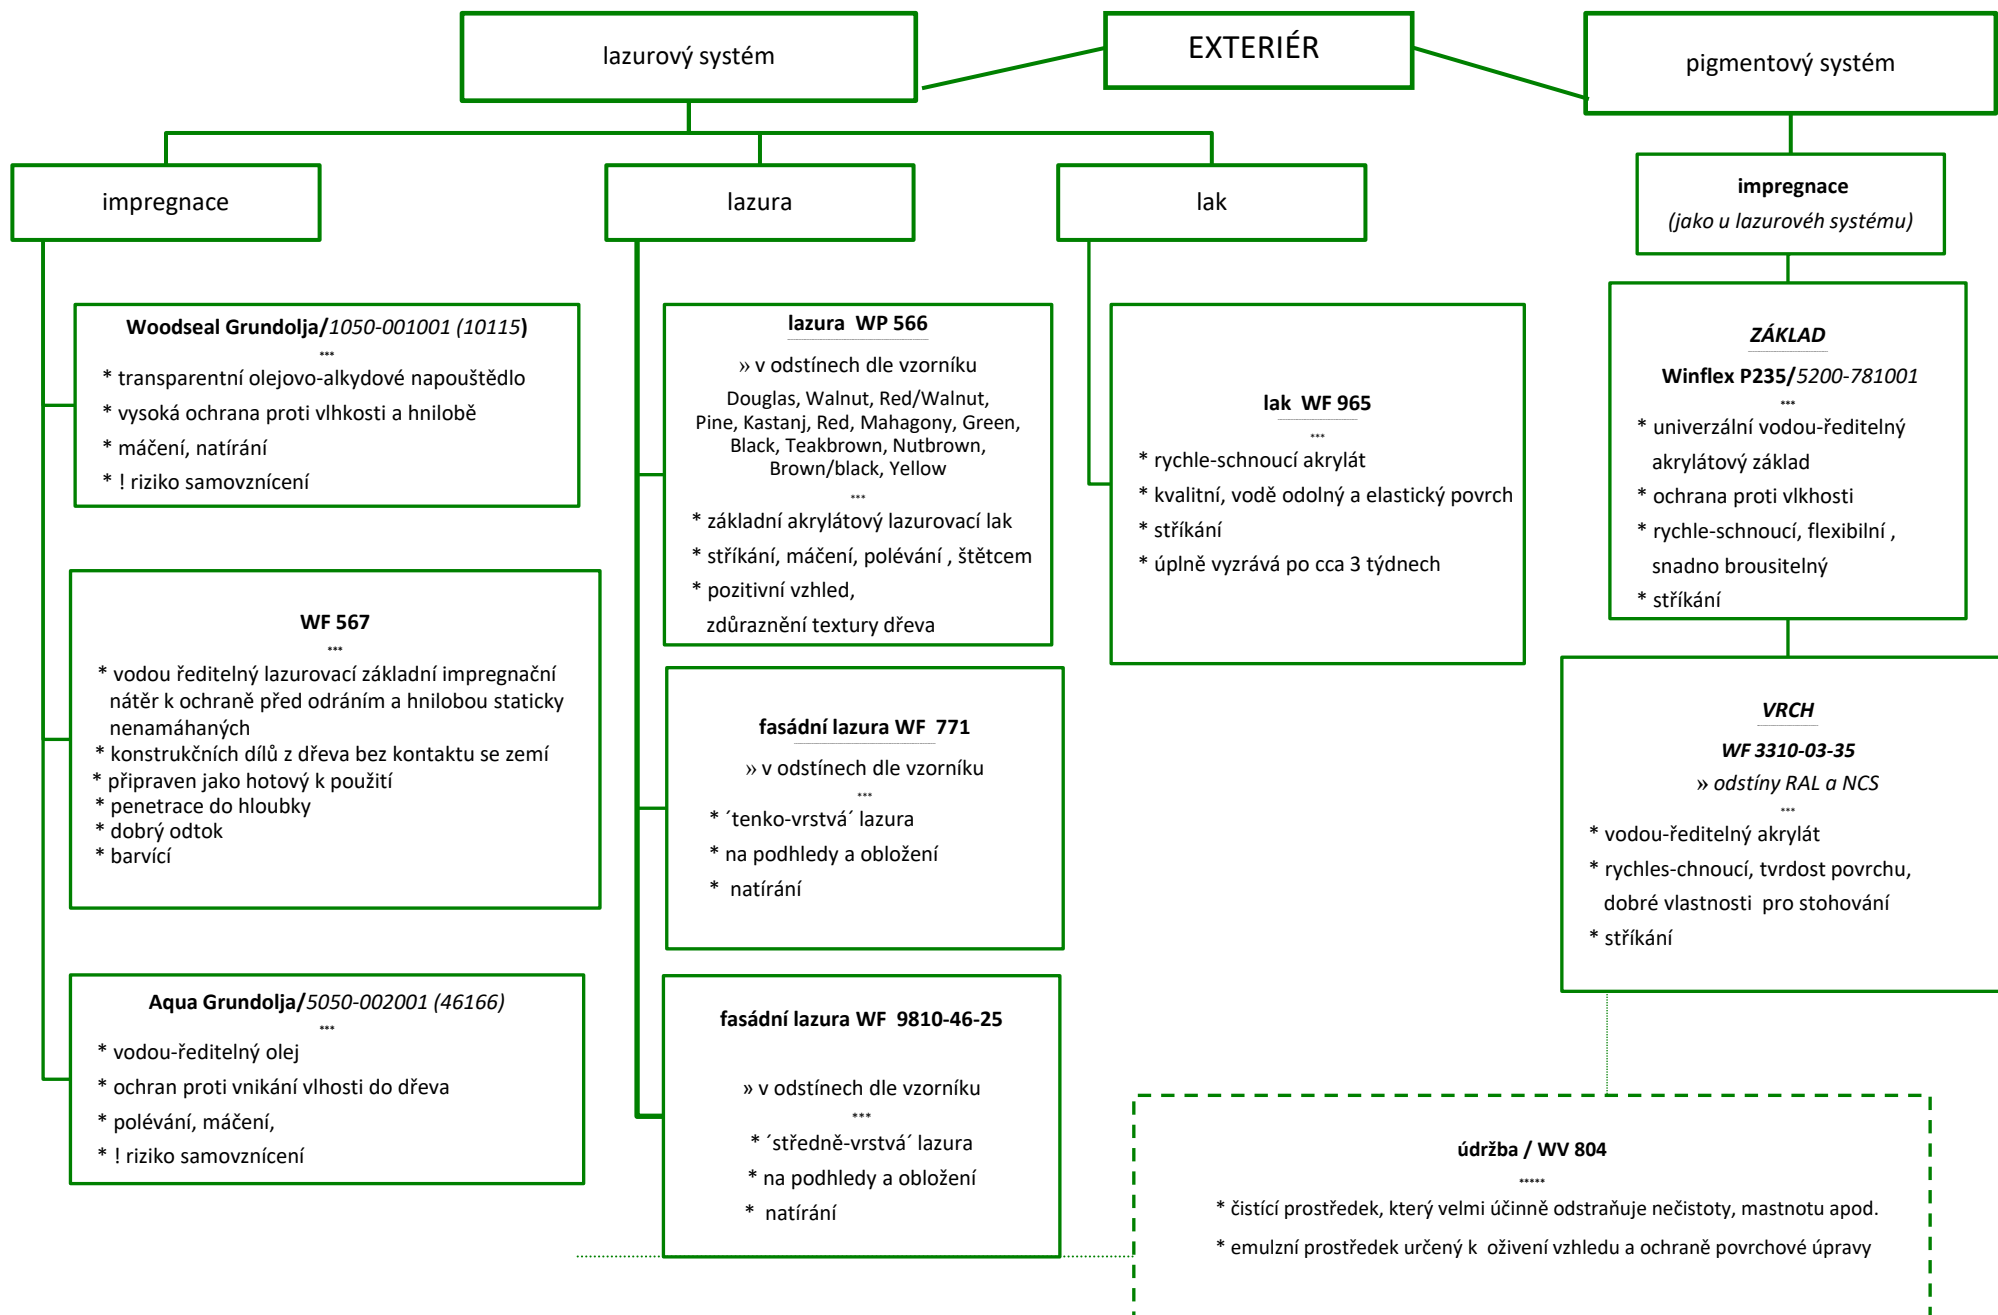 lazurový systém
EXTERIÉR
pigmentový systém
impregnace
lazura
lak
impregnace
(jako u lazurovéh systému)
Woodseal Grundolja/1050-001001 (10115)
***
* transparentní olejovo-alkydové napouštědlo
* vysoká ochrana proti vlhkosti a hnilobě
* máčení, natírání
* ! riziko samovznícení
WF 567
***
* vodou ředitelný lazurovací základní impregnační
nátěr k ochraně před odráním a hnilobou staticky
nenamáhaných
* konstrukčních dílů z dřeva bez kontaktu se zemí
* připraven jako hotový k použití
* penetrace do hloubky
* dobrý odtok
* barvící
Aqua Grundolja/5050-002001 (46166)
***
* vodou-ředitelný olej
* ochran proti vnikání vlhosti do dřeva
* polévání, máčení,
* ! riziko samovznícení
lazura WP 566
» v odstínech dle vzorníku
Douglas, Walnut, Red/Walnut,
Pine, Kastanj, Red, Mahagony, Green,
Black, Teakbrown, Nutbrown,
Brown/black, Yellow
***
* základní akrylátový lazurovací lak
* stříkání, máčení, polévání , štětcem
* pozitivní vzhled,
zdůraznění textury dřeva
fasádní lazura WF 771
» v odstínech dle vzorníku
***
* ´tenko-vrstvá´ lazura
* na podhledy a obložení
* natírání
fasádní lazura WF 9810-46-25
» v odstínech dle vzorníku
***
* ´středně-vrstvá´ lazura
* na podhledy a obložení
* natírání
lak WF 965
***
* rychle-schnoucí akrylát
* kvalitní, vodě odolný a elastický povrch
* stříkání
* úplně vyzrává po cca 3 týdnech
ZÁKLAD
Winflex P235/5200-781001
***
* univerzální vodou-ředitelný
akrylátový základ
* ochrana proti vlkhosti
* rychle-schnoucí, flexibilní ,
snadno brousitelný
* stříkání
VRCH
WF 3310-03-35
» odstíny RAL a NCS
***
* vodou-ředitelný akrylát
* rychles-chnoucí, tvrdost povrchu,
dobré vlastnosti pro stohování
* stříkání
údržba / WV 804
*****
* čistící prostředek, který velmi účinně odstraňuje nečistoty, mastnotu apod.
* emulzní prostředek určený k oživení vzhledu a ochraně povrchové úpravy